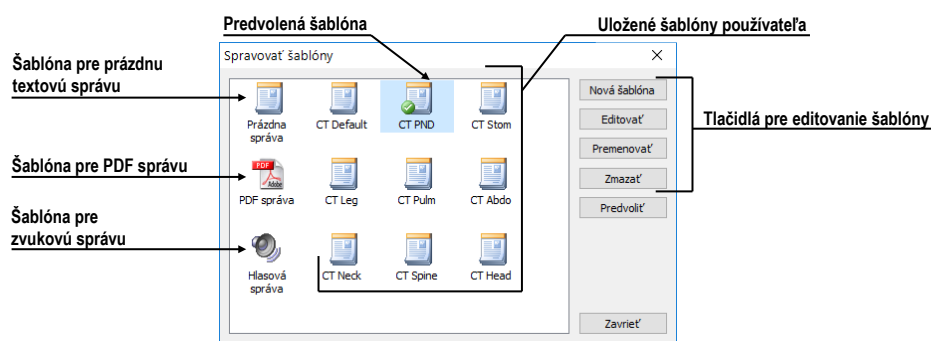 Predvolená šablóna
Uložené šablóny používateľa
Šablóna pre prázdnu
textovú správu
Šablóna pre PDF správu
Šablóna pre
zvukovú správu
Spravovať šablóny
Prázdna
správa
CT Default
CT PND
CT Stom
PDF
Adobe
PDF správa
CT Leg
CT Pulm
CT Abdo
Hlasová
správa
CT Neck
CT Spine
CT Head
Nová šablóna
Editovať
Premenovať
Zmazať
Predvoliť
Zavrieť
Tlačidlá pre editovanie šablóny